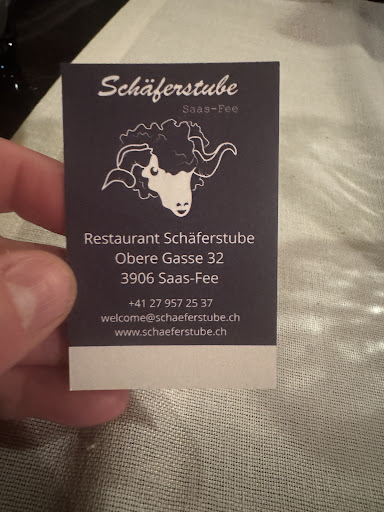 Schäferstube
Saas-Fee
Restaurant Schäferstube
Obere Gasse 32
3906 Saas-Fee
+41 27 957 25 37
welcome@schaeferstube.ch
www.schaeferstube.ch